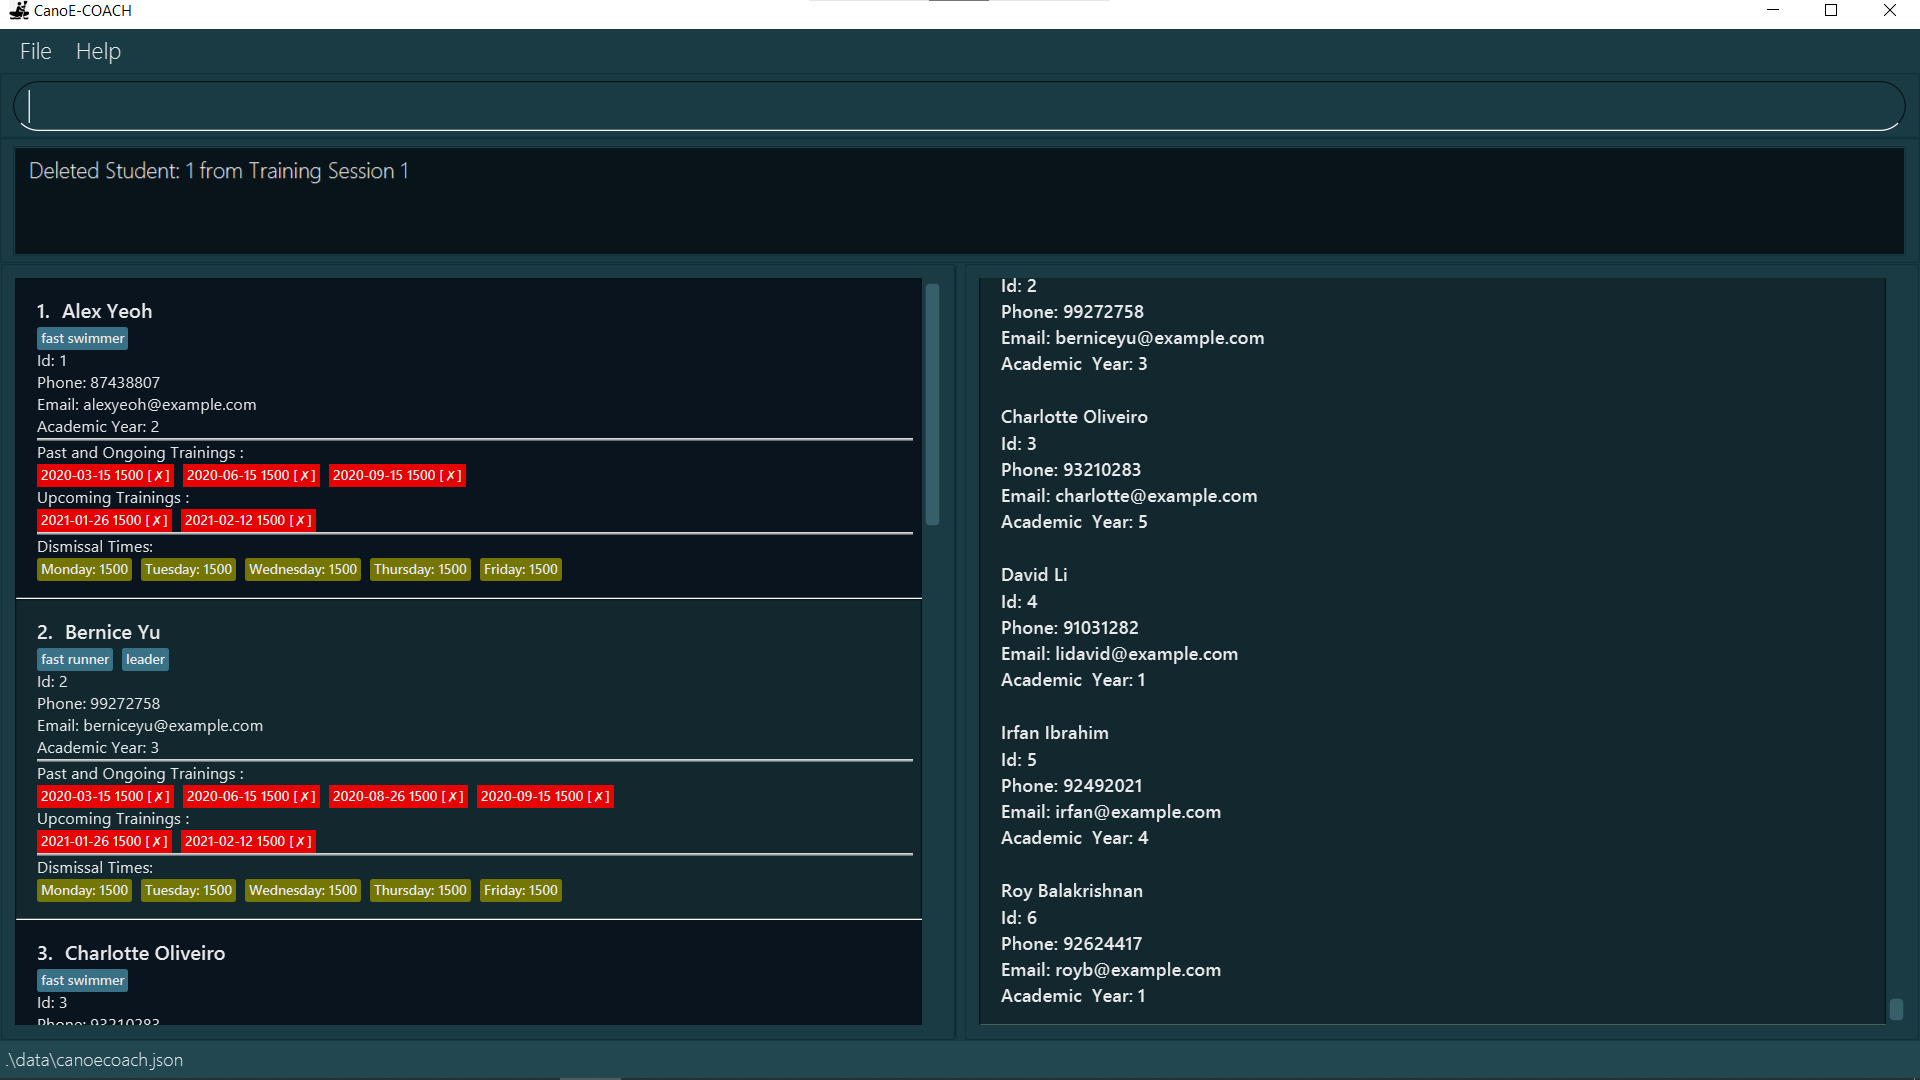 CanoE-COACH
File Help
Deleted Student: 1 from Training Session 1
1. Alex Yeoh
fast swimmer
Id: 1
Phone: 87438807
Email: alexyeoh@example.com
Academic Year: 2
Past and Ongoing Trainings :
2020-03-15 1500 [✗] 2020-06-15 1500 [✗] 2020-09-15 1500 [✗]
Upcoming Trainings :
2021-01-26 1500 [✗] 2021-02-12 1500 [✗]
Dismissal Times:
Monday: 1500 Tuesday: 1500 Wednesday: 1500 Thursday: 1500 Friday: 1500
2. Bernice Yu
fast runner leader
Id: 2
Phone: 99272758
Email: berniceyu@example.com
Academic Year: 3
Past and Ongoing Trainings :
2020-03-15 1500 [✗] 2020-06-15 1500 [✗] 2020-08-26 1500 [✗] 2020-09-15 1500 [✗]
Upcoming Trainings :
2021-01-26 1500 [✗] 2021-02-12 1500 [✗]
Dismissal Times:
Monday: 1500 Tuesday: 1500 Wednesday: 1500 Thursday: 1500 Friday: 1500
3. Charlotte Oliveiro
fast swimmer
Id: 3
Phone: 93210283
Id: 2
Phone: 99272758
Email: berniceyu@example.com
Academic Year: 3
Charlotte Oliveiro
Id: 3
Phone: 93210283
Email: charlotte@example.com
Academic Year: 5
David Li
Id: 4
Phone: 91031282
Email: lidavid@example.com
Academic Year: 1
Irfan Ibrahim
Id: 5
Phone: 92492021
Email: irfan@example.com
Academic Year: 4
Roy Balakrishnan
Id: 6
Phone: 92624417
Email: royb@example.com
Academic Year: 1
.\data\canoecoach.json